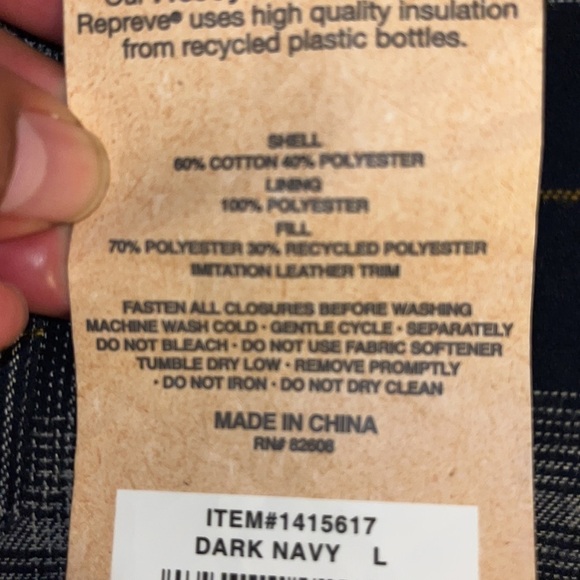 Repreve® uses high quality insulation
from recycled plastic bottles.
SHELL
60% COTTON 40% POLYESTER
LINING
100% POLYESTER
FILL
70% POLYESTER 30% RECYCLED POLYESTER
IMITATION LEATHER TRIM
FASTEN ALL CLOSURES BEFORE WASHING
MACHINE WASH COLD • GENTLE CYCLE • SEPARATELY
DO NOT BLEACH • DO NOT USE FABRIC SOFTENER
TUMBLE DRY LOW • REMOVE PROMPTLY
• DO NOT IRON • DO NOT DRY CLEAN
MADE IN CHINA
RN# 82608
ITEM#1415617
DARK NAVY L